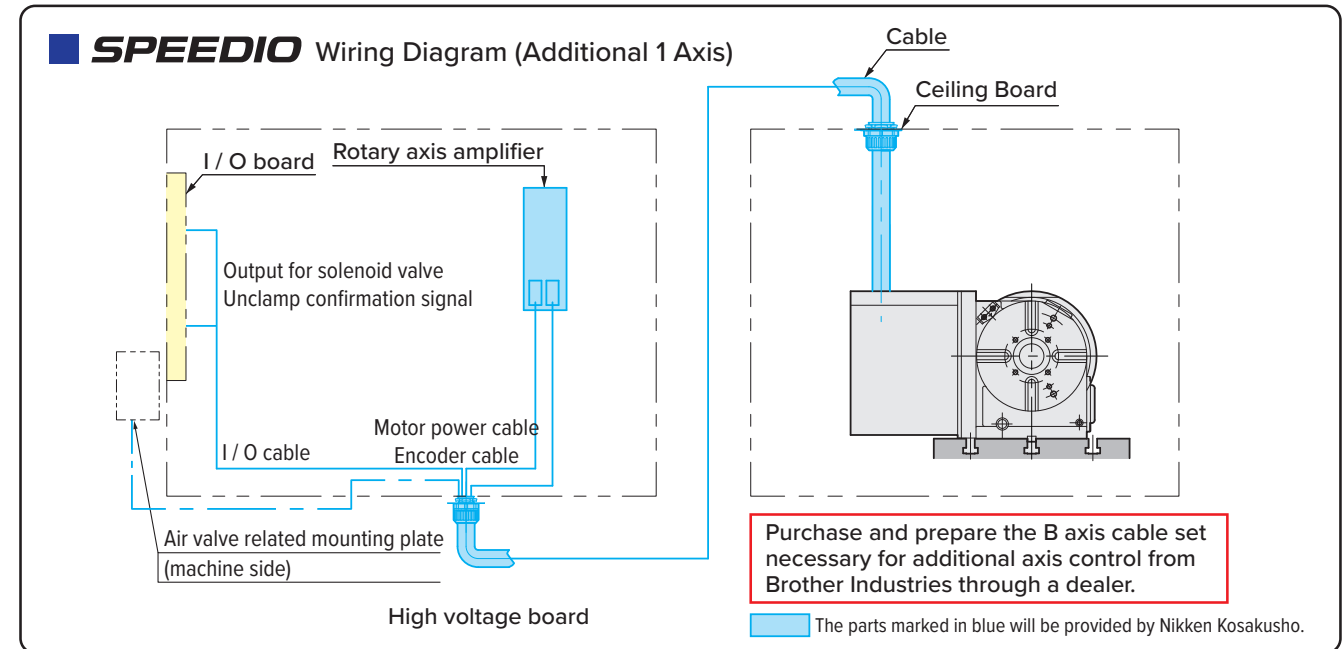 SPEEDIO Wiring Diagram (Additional 1 Axis)
Cable
Ceiling Board
I / O board
Rotary axis amplifier
Output for solenoid valve
Unclamp confirmation signal
Motor power cable
Encoder cable
I / O cable
Air valve related mounting plate
(machine side)
High voltage board
Purchase and prepare the B axis cable set
necessary for additional axis control from
Brother Industries through a dealer.
The parts marked in blue will be provided by Nikken Kosakusho.